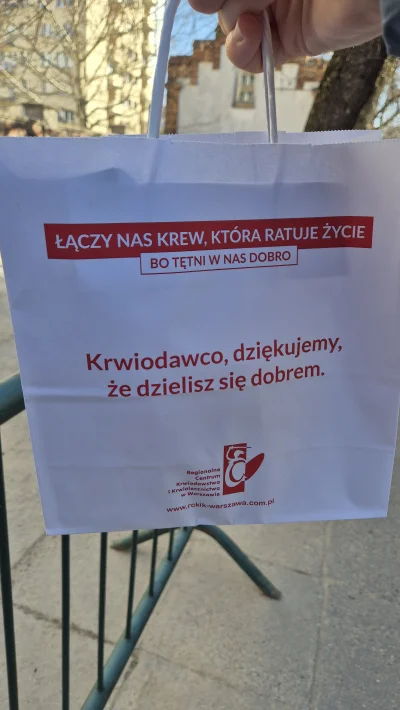 ŁĄCZY NAS KREW, KTÓRA RATUJE ŻYCIE
BO TĘTNI W NAS DOBRO
Krwiodawco, dziękujemy,
że dzielisz się dobrem.
Regionalne
Centrum
Krwiodawstwa
i Krwiolecznictwa
w Warszawie
www.rckik-warszawa.com.pl